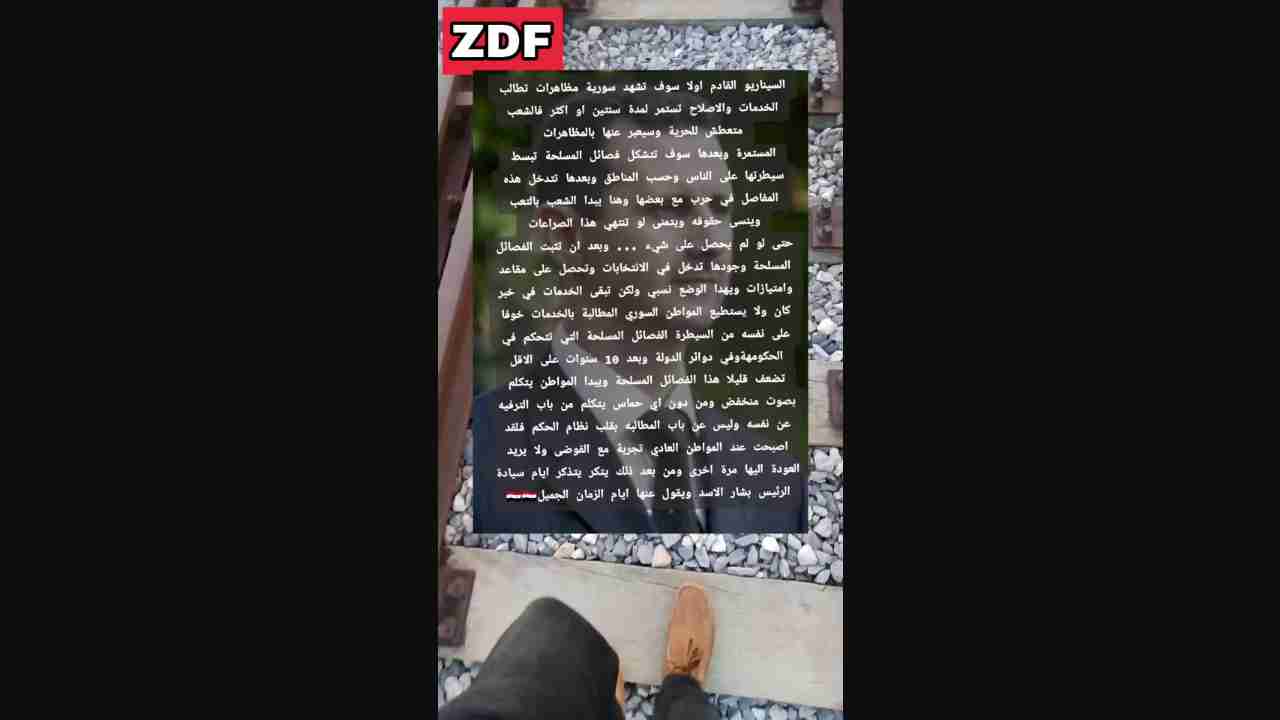 ZDF
السيناريو القادم اولا سوف تشهد سورية مظاهرات تطالب
الخدمات والاصلاح تستمر لمدة سنتين او اكثر فالشعب
متعطش للحرية وسيعبر عنها بالمظاهرات
المستمرة وبعدها سوف تتشكل فصائل المسلحة تبسط
سيطرتها على الناس وحسب المناطق وبعدها تتدخل هذه
المفاصل في حرب مع بعضها وهنا يبدا الشعب بالتعب
وينسى حقوقه ويتمنى لو تنتهي هذا الصراعات
حتى لو لم يحصل على شيء ... وبعد ان تثبت الفصائل
المسلحة وجودها تدخل في الانتخابات وتحصل على مقاعد
وامتيازات ويهدا الوضع نسبي ولكن تبقى الخدمات في خبر
كان ولا يستطيع المواطن السوري المطالبة بالخدمات خوفا
على نفسه من السيطرة الفصائل المسلحة التي تتحكم في
الحكومهةوفي دوائر الدولة وبعد 10 سنوات على الاقل
تضعف قليلا هذا الفصائل المسلحة ويبدا المواطن يتكلم
بصوت منخفض ومن دون اي حماس يتكلم من باب الترفيه
عن نفسه وليس عن باب المطالبه بقلب نظام الحكم فلقد
اصبحت عند المواطن العادي تجربة مع الفوضى ولا يريد
العودة اليها مرة اخرى ومن بعد ذلك يتكر يتذكر ايام سيادة
الرئيس بشار الاسد ويقول عنها ايام الزمان الجميل